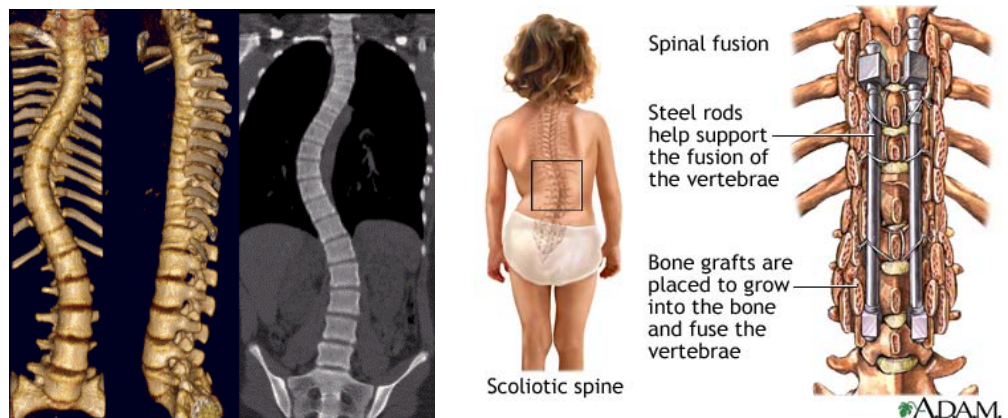 Spinal fusion
Steel rods
help support
the fusion of
the vertebrae
Bone grafts are
placed to grow
into the bone
and fuse the
vertebrae
Scoliotic spine
A.D.A.M.